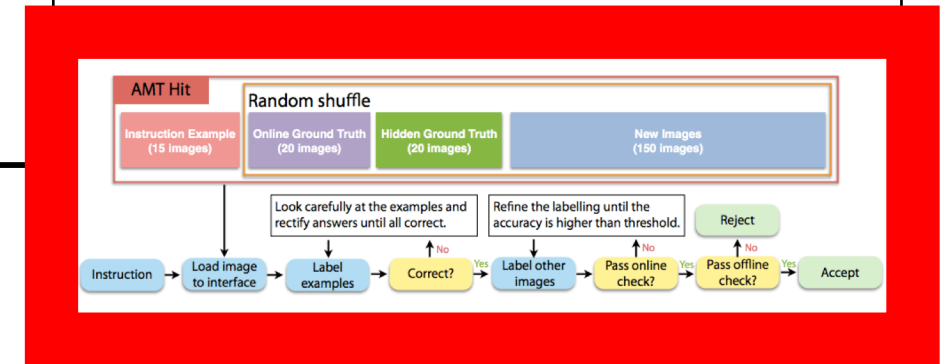 AMT Hit
Random shuffle
Instruction Example
(15 images)
Online Ground Truth
(20 images)
Hidden Ground Truth
(20 images)
New Images
(150 images)
Look carefully at the examples and
rectify answers until all correct.
Refine the labelling until the
accuracy is higher than threshold.
Reject
No
No
No
Instruction
Load image
to interface
Label
examples
Correct?
Yes
Label other
images
Pass online
check?
Yes
Pass offline
check?
Yes
Accept